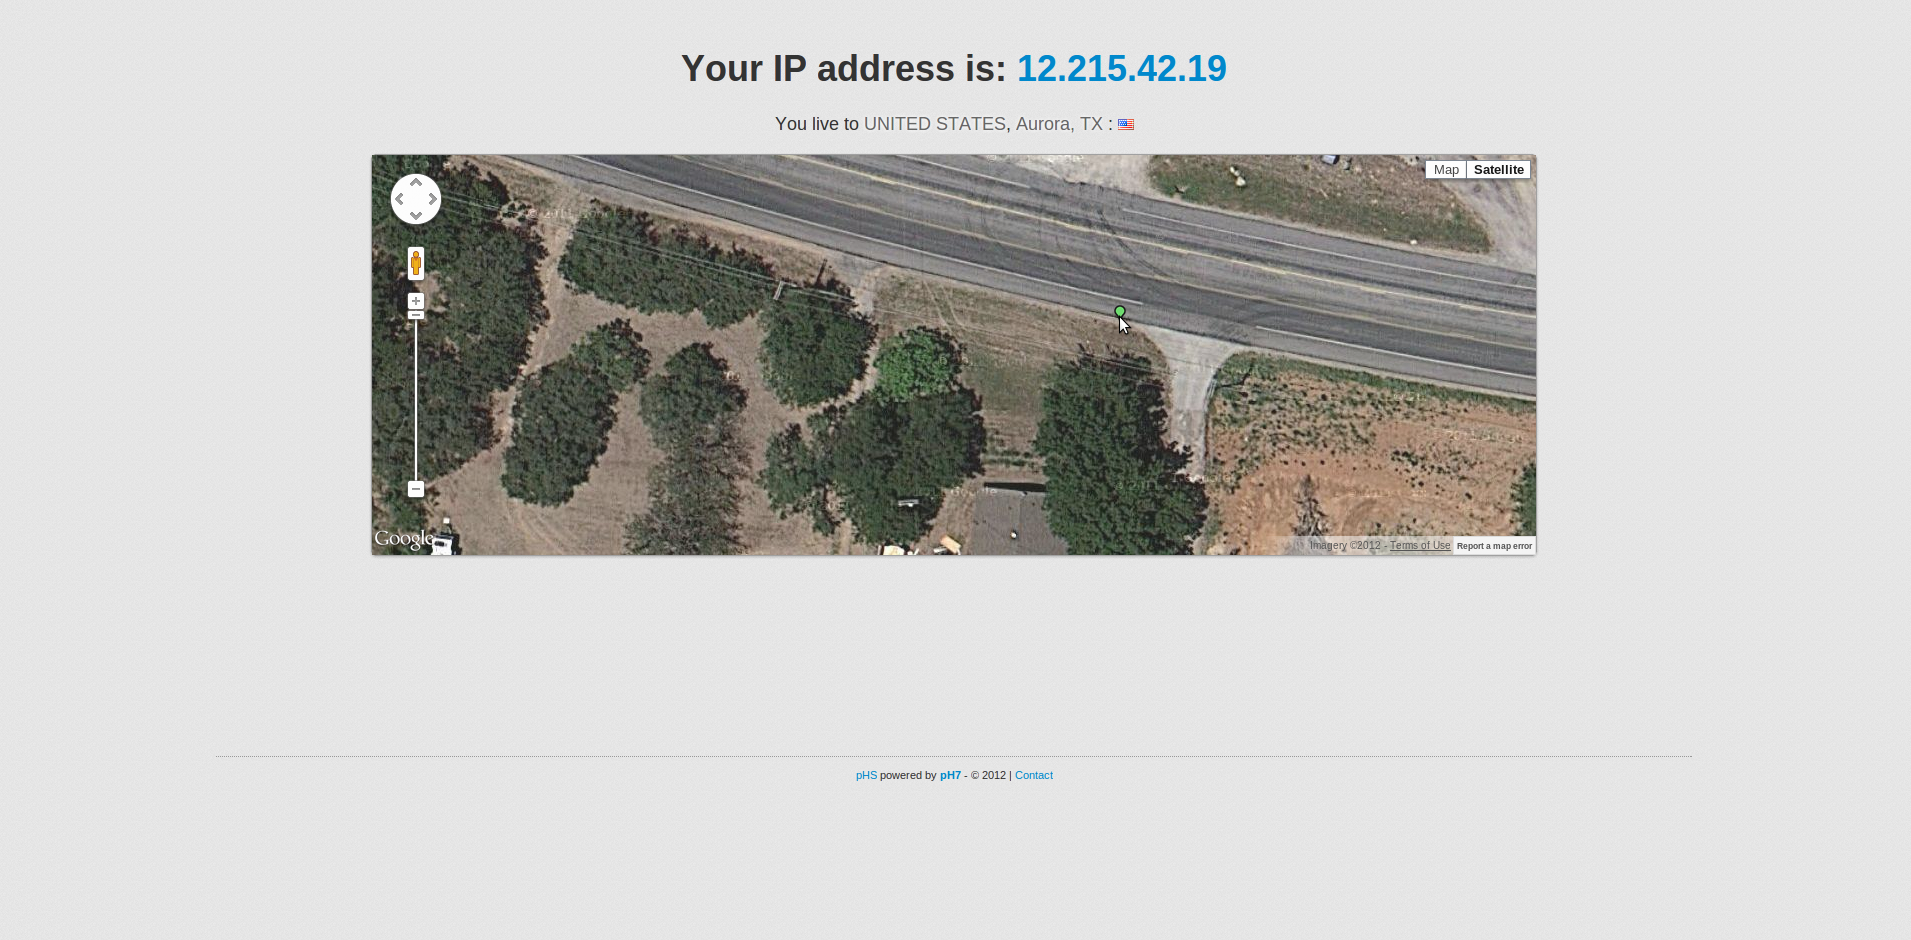 Your IP address is: 12.215.42.19
You live to UNITED STATES, Aurora, TX :
Map Satellite
Google
Imagery ©2012 - Terms of Use Report a map error
pHS powered by pH7 - © 2012 | Contact